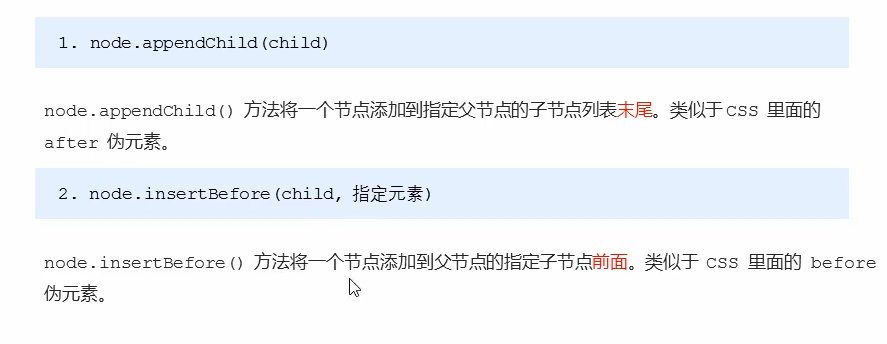 1. node.appendChild(child)
node.appendChild() 方法将一个节点添加到指定父节点的子节点列表末尾。类似于 CSS 里面的
after 伪元素。
2. node.insertBefore(child, 指定元素)
node.insertBefore() 方法将一个节点添加到父节点的指定子节点前面。类似于 CSS 里面的 before
伪元素。